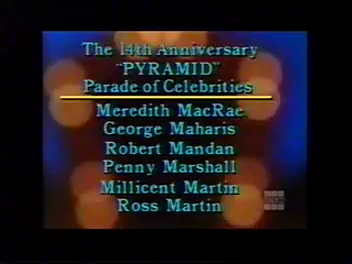 The 14th Anniversary
"PYRAMID"
Parade of Celebrities
Meredith MacRae
George Maharis
Robert Mandan
Penny Marshall
Millicent Martin
Ross Martin